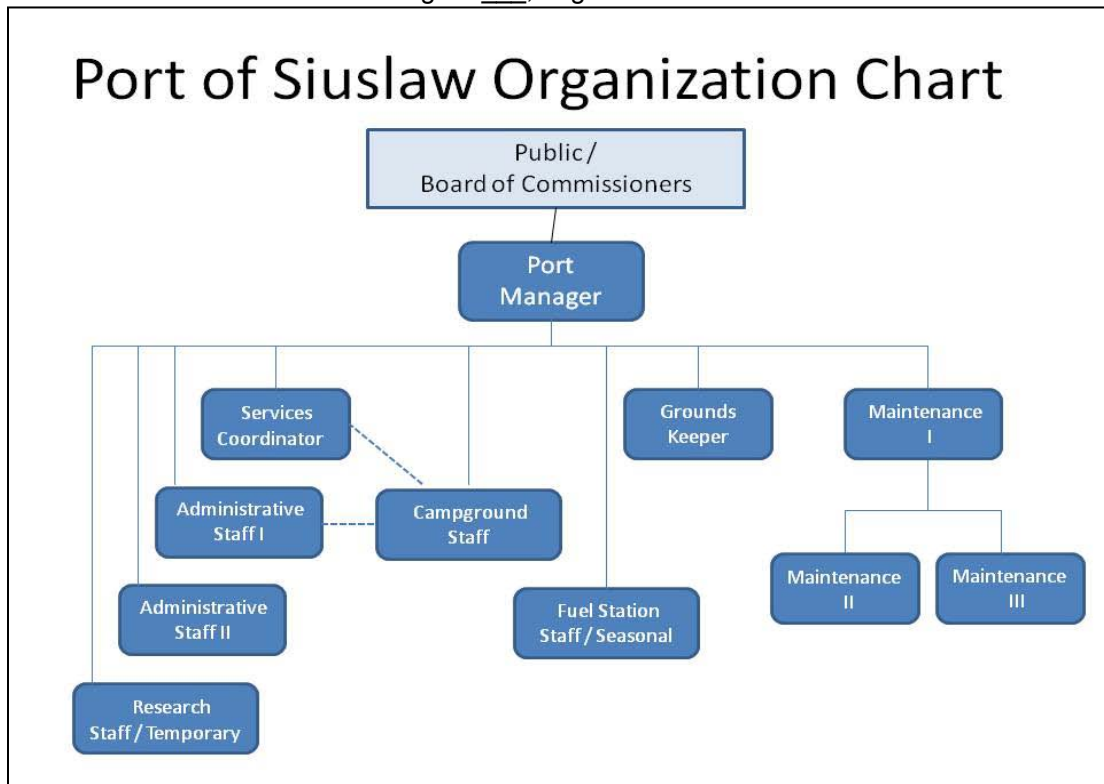 Port of Siuslaw Organization Chart
Public /
Board of Commissioners
Port
Manager
Services
Coordinator
Grounds
Keeper
Maintenance
I
Administrative
Staff I
Campground
Staff
Maintenance
II
Maintenance
III
Administrative
Staff II
Fuel Station
Staff / Seasonal
Research
Staff / Temporary